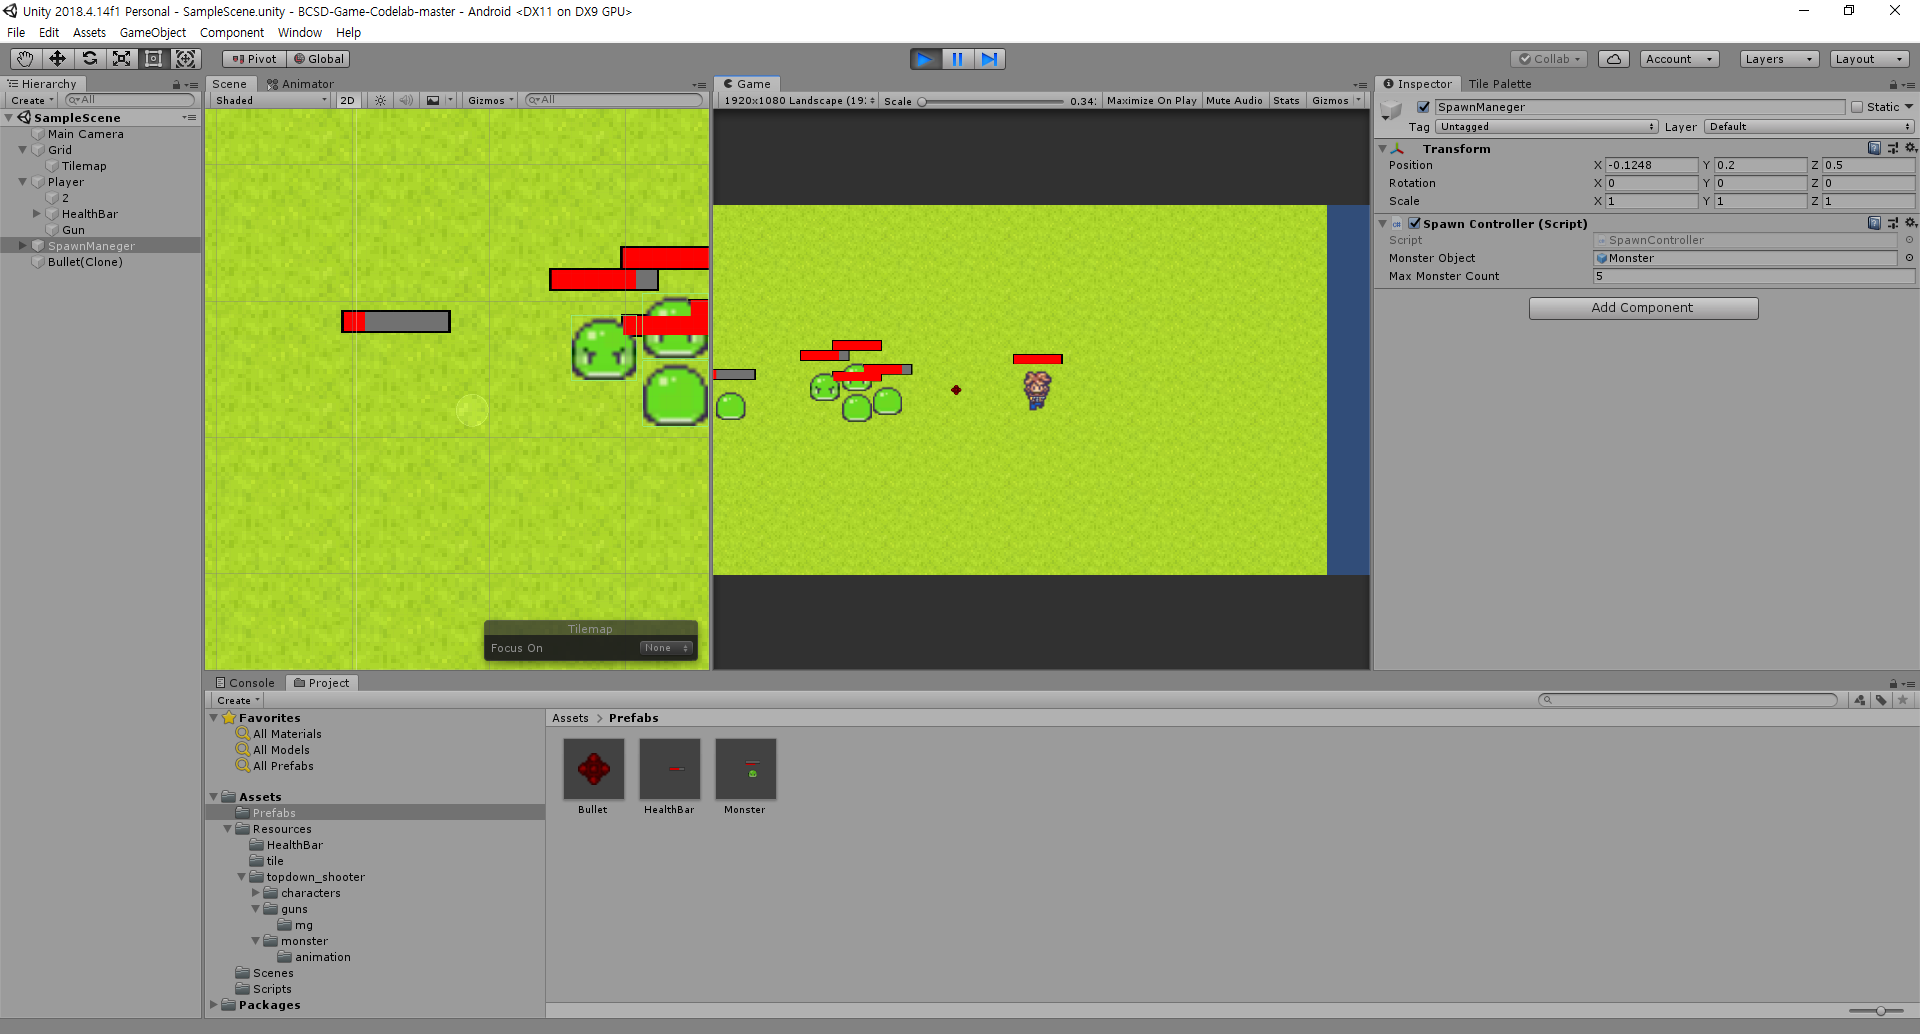 Unity 2018.4.14f1 Personal - SampleScene.unity - BCSD-Game-Codelab-master - Android <DX11 on DX9 GPU>
File Edit Assets GameObject Component Window Help
Pivot Global Collab Account Layers Layout
Hierarchy
Create All
SampleScene
Main Camera
Grid
Tilemap
Player
2
HealthBar
Gun
SpawnManeger
Bullet(Clone)
Scene Animator
Shaded 2D Gizmos All
Tilemap
Focus On None
Game
1920x1080 Landscape (19: Scale 0.34: Maximize On Play Mute Audio Stats Gizmos
Inspector Tile Palette
SpawnManeger Static
Tag Untagged Layer Default
Transform
Position X -0.1248 Y 0.2 Z 0.5
Rotation X 0 Y 0 Z 0
Scale X 1 Y 1 Z 1
Spawn Controller (Script)
Script SpawnController
Monster Object Monster
Max Monster Count 5
Add Component
Console Project
Create
Favorites
All Materials
All Models
All Prefabs
Assets
Prefabs
Resources
HealthBar
tile
topdown_shooter
characters
guns
mg
monster
animation
Scenes
Scripts
Packages
Assets > Prefabs
Bullet HealthBar Monster